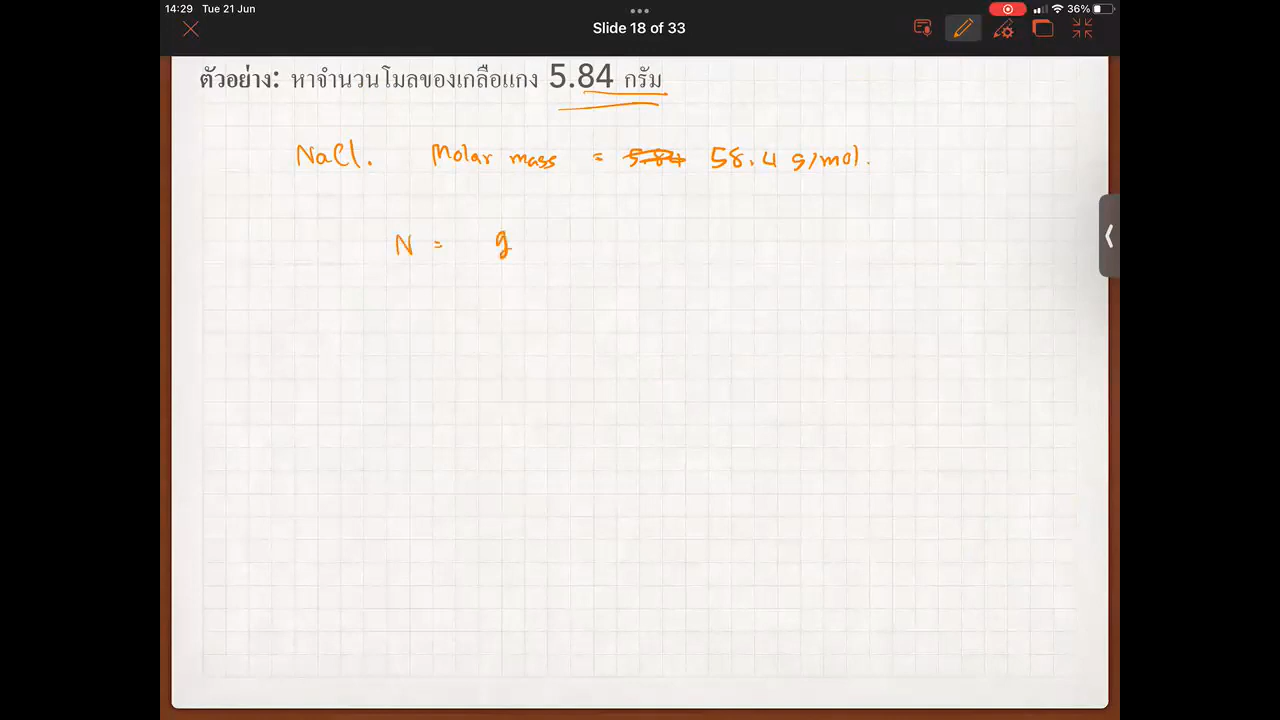 14:29 Tue 21 Jun 36%
Slide 18 of 33
ตัวอย่าง: หาจำนวนโมลของเกลือแกง 5.84 กรัม
NaCl. Molar mass = 5.84 58.4 g/mol.
N = g